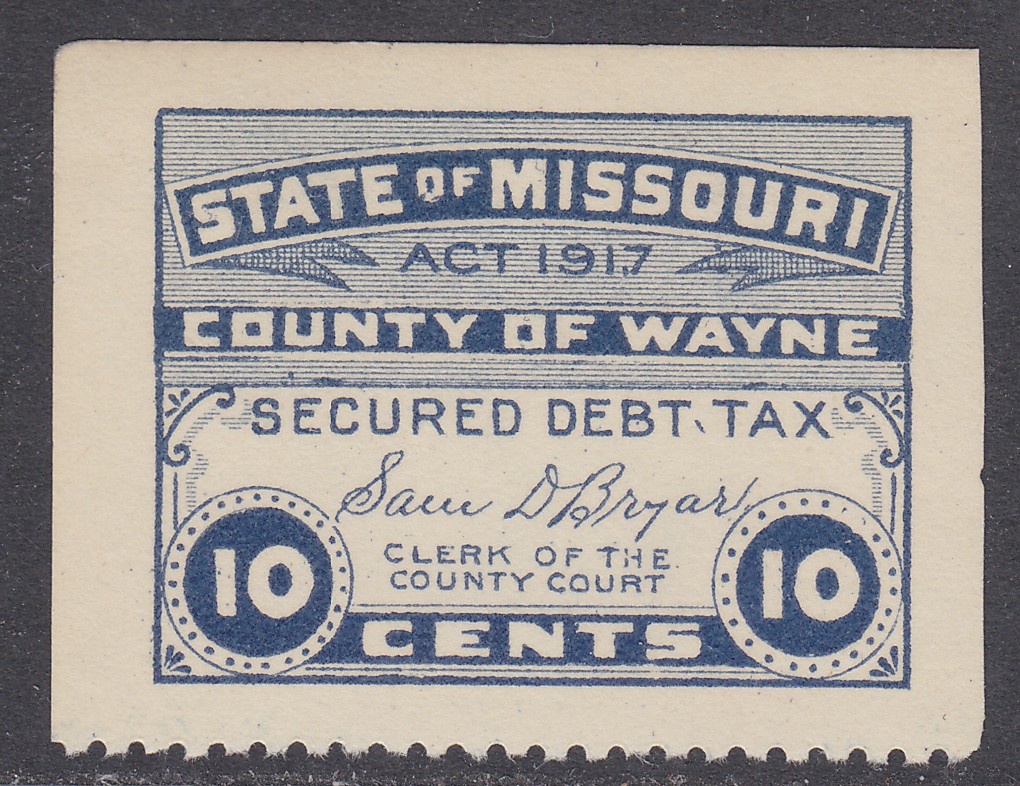 STATE OF MISSOURI
ACT 1917
COUNTY OF WAYNE
SECURED DEBT TAX
Sam D Bryan
CLERK OF THE
COUNTY COURT
10 10
CENTS